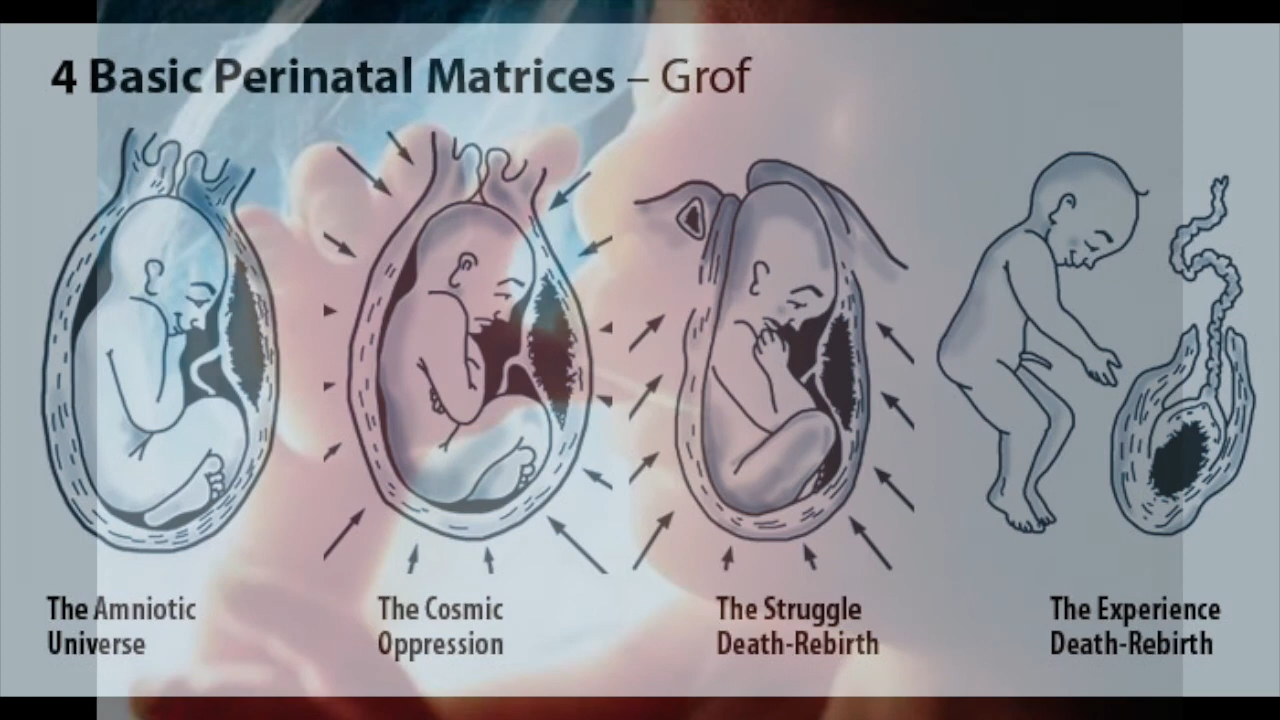 4 Basic Perinatal Matrices – Grof
The Amniotic
Universe
The Cosmic
Oppression
The Struggle
Death-Rebirth
The Experience
Death-Rebirth